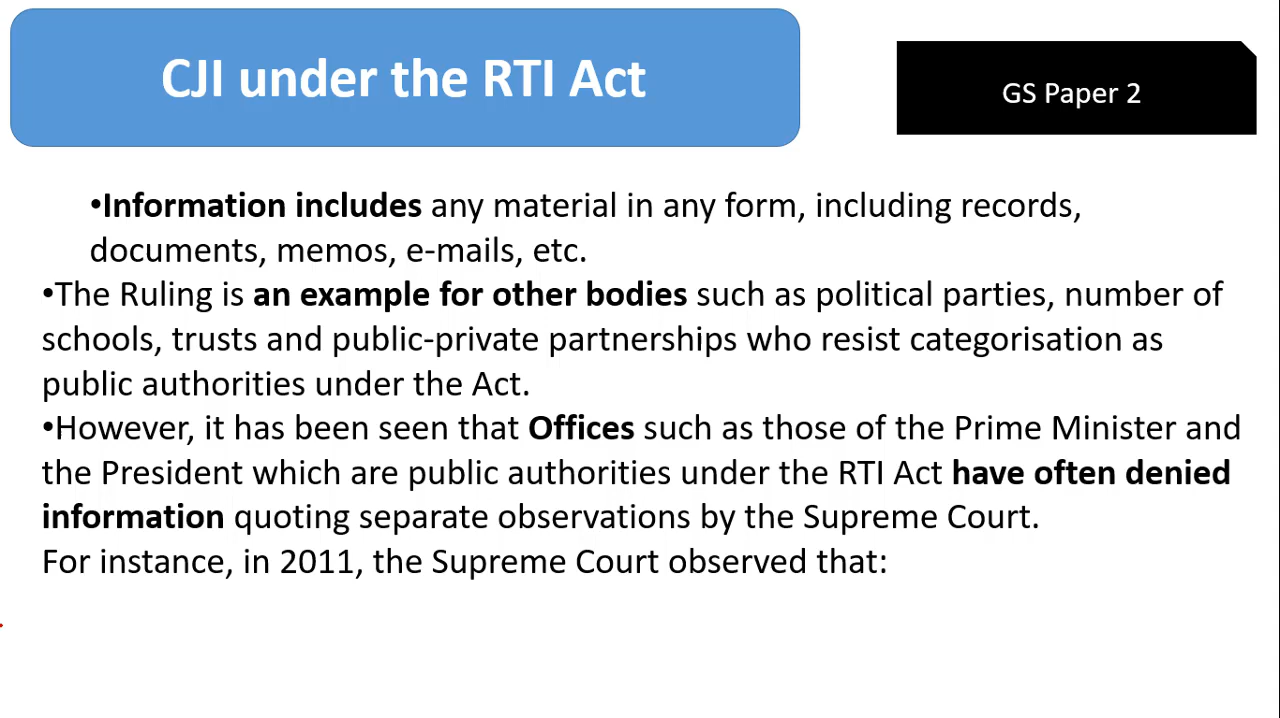 CJI under the RTI Act
GS Paper 2
•Information includes any material in any form, including records,
documents, memos, e-mails, etc.
•The Ruling is an example for other bodies such as political parties, number of
schools, trusts and public-private partnerships who resist categorisation as
public authorities under the Act.
•However, it has been seen that Offices such as those of the Prime Minister and
the President which are public authorities under the RTI Act have often denied
information quoting separate observations by the Supreme Court.
For instance, in 2011, the Supreme Court observed that: